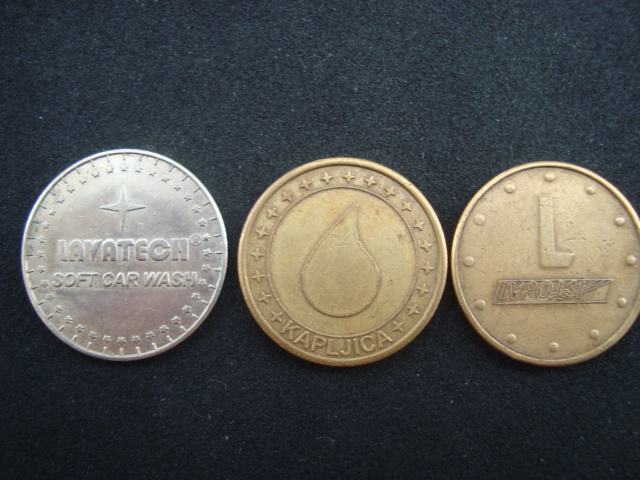 LAVATECH®
SOFT CAR WASH
KAPLJICA
L